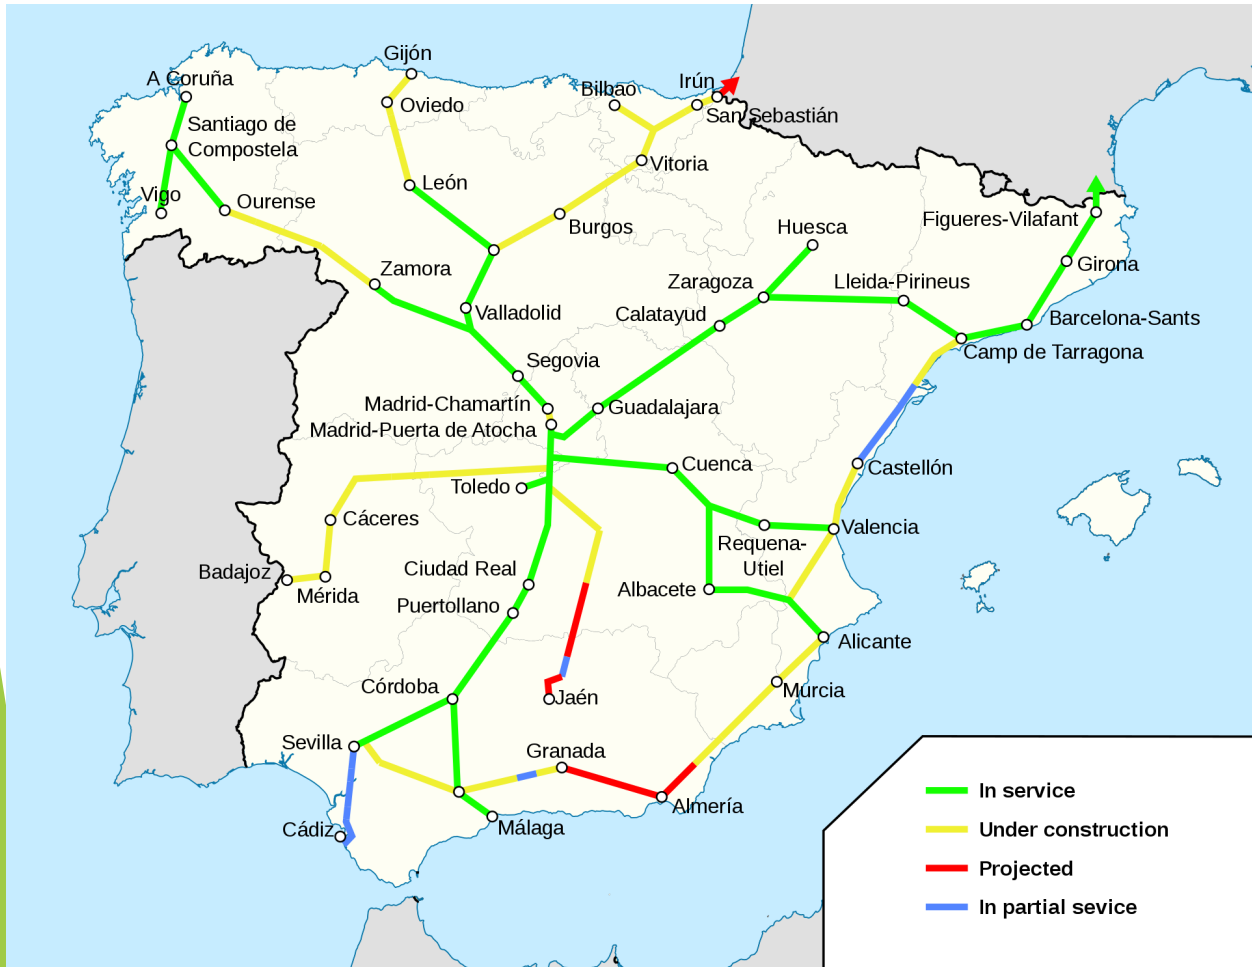 Gijón
A Coruña
Irún
Bilbao
Oviedo
San Sebastián
Santiago de
Compostela
Vitoria
León
Vigo
Ourense
Burgos
Huesca
Figueres-Vilafant
Girona
Zamora
Zaragoza
Lleida-Pirineus
Valladolid
Calatayud
Barcelona-Sants
Camp de Tarragona
Segovia
Madrid-Chamartín
Guadalajara
Madrid-Puerta de Atocha
Cuenca
Castellón
Toledo
Cáceres
Valencia
Requena-
Utiel
Badajoz
Mérida
Ciudad Real
Albacete
Puertollano
Alicante
Córdoba
Jaén
Murcia
Sevilla
Granada
Almería
Cádiz
Málaga
In service
Under construction
Projected
In partial sevice